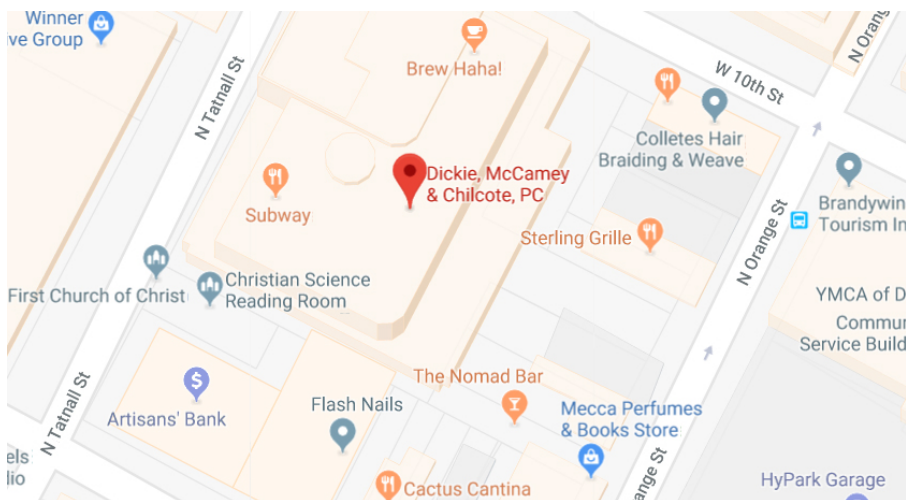 Winner
ve Group
N Tatnall St
Brew Haha!
W 10th St
N Orang
Colletes Hair
Braiding & Weave
Dickie, McCamey
& Chilcote, PC
Subway
Brandywin
Tourism In
Sterling Grille
N Orange St
First Church of Christ
Christian Science
Reading Room
YMCA of D
Commun
Service Build
The Nomad Bar
N Tatnall St
Artisans' Bank
Flash Nails
Mecca Perfumes
& Books Store
els
lio
ange St
Cactus Cantina
HyPark Garage